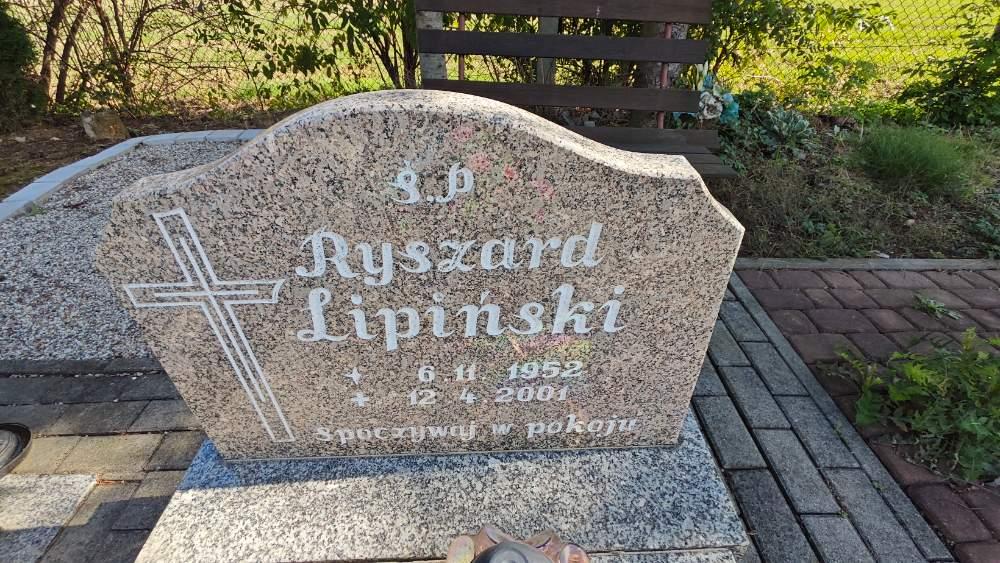 Ś.P
Ryszard
Lipiński
6 11 1952
12 4 2001
Spoczywaj w pokoju